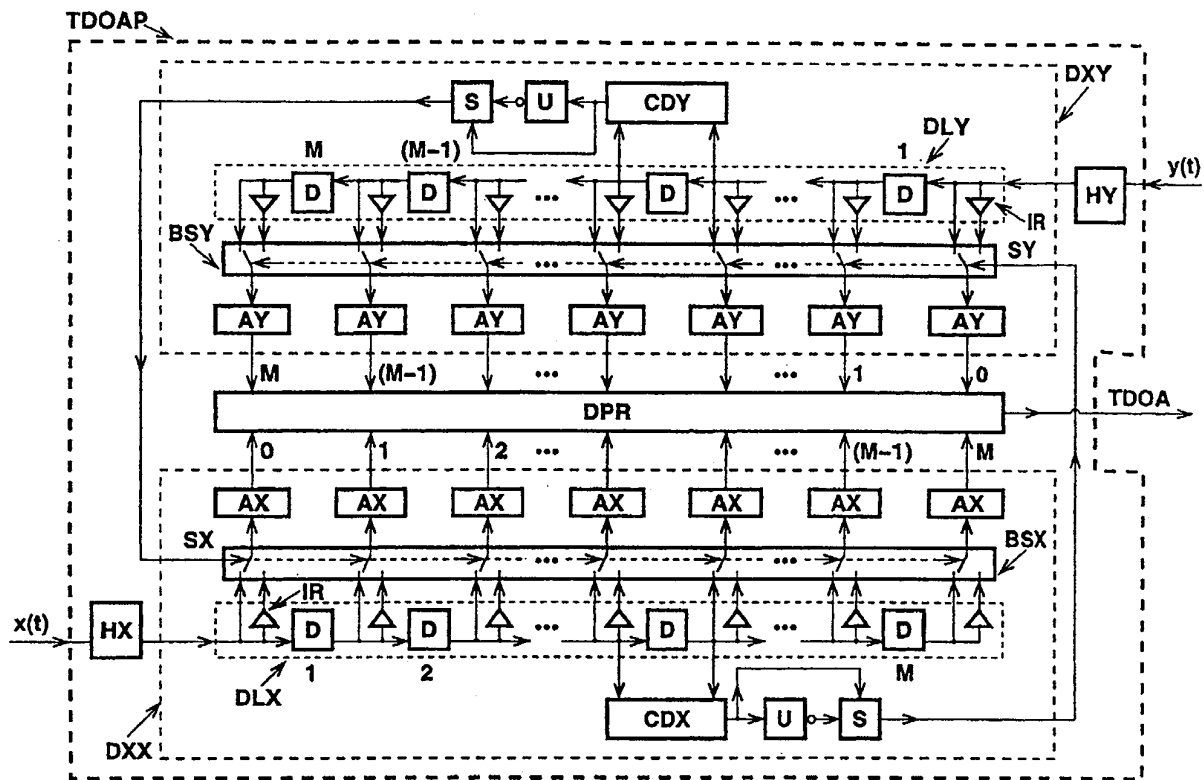 TDOAP
DXY
S U CDY
DLY
M (M-1) 1
y(t)
D D D D
HY
IR
BSY
SY
... ...
... ...
AY AY AY AY AY AY AY
M (M-1) ... ... 1 0
DPR
TDOA
0 1 2 ... ... (M-1) M
AX AX AX AX AX AX AX
SX
BSX
... ...
IR
x(t)
HX
D D ... D ... D
1 2 M
DLX
CDX U S
DXX